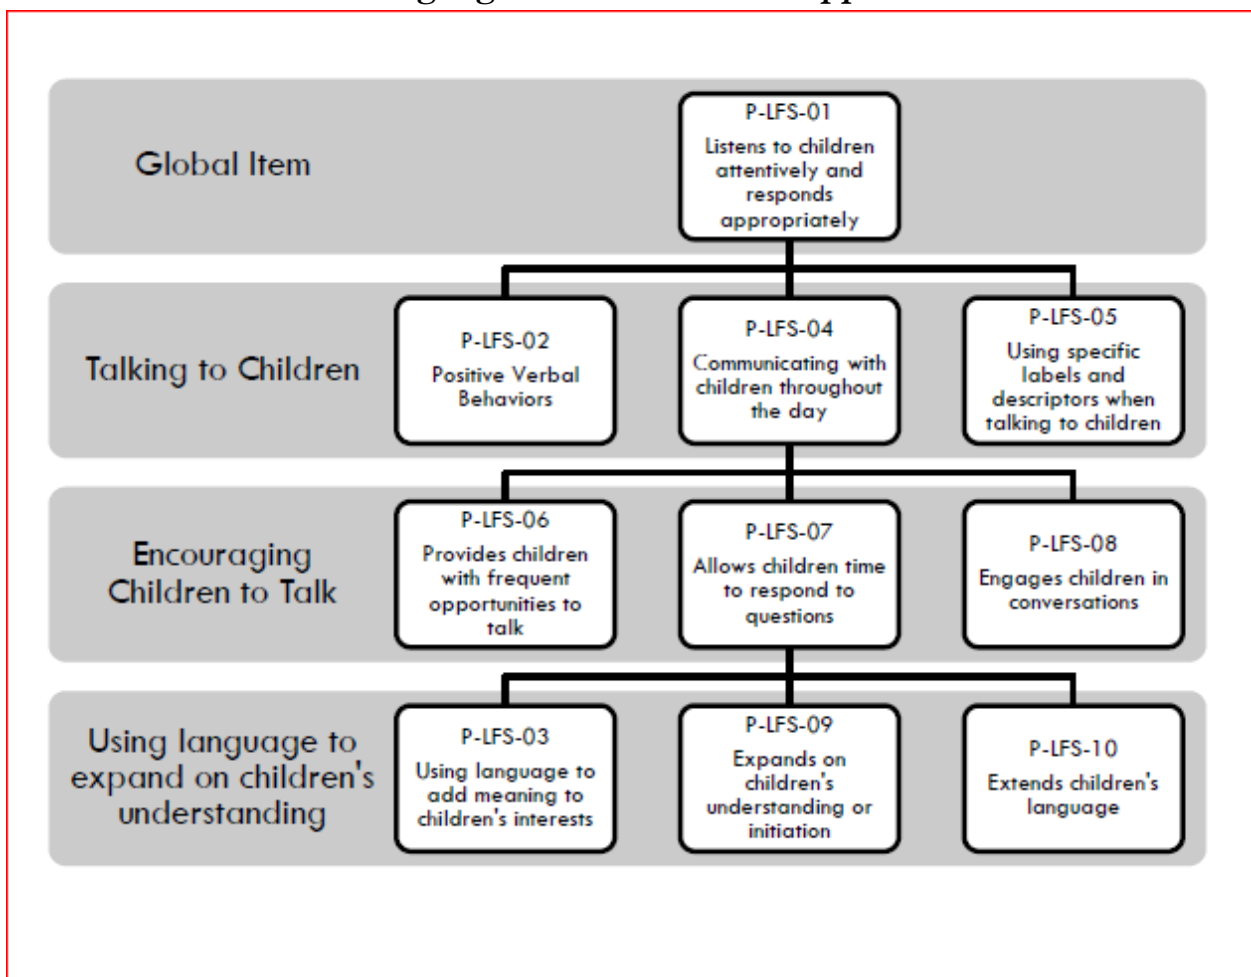 Global Item
P-LFS-01
Listens to children
attentively and
responds
appropriately
Talking to Children
P-LFS-02
Positive Verbal
Behaviors
P-LFS-04
Communicating with
children throughout
the day
P-LFS-05
Using specific
labels and
descriptors when
talking to children
Encouraging
Children to Talk
P-LFS-06
Provides children
with frequent
opportunities to
talk
P-LFS-07
Allows children time
to respond to
questions
P-LFS-08
Engages children in
conversations
Using language to
expand on children's
understanding
P-LFS-03
Using language to
add meaning to
children's interests
P-LFS-09
Expands on
children's
understanding or
initiation
P-LFS-10
Extends children's
language